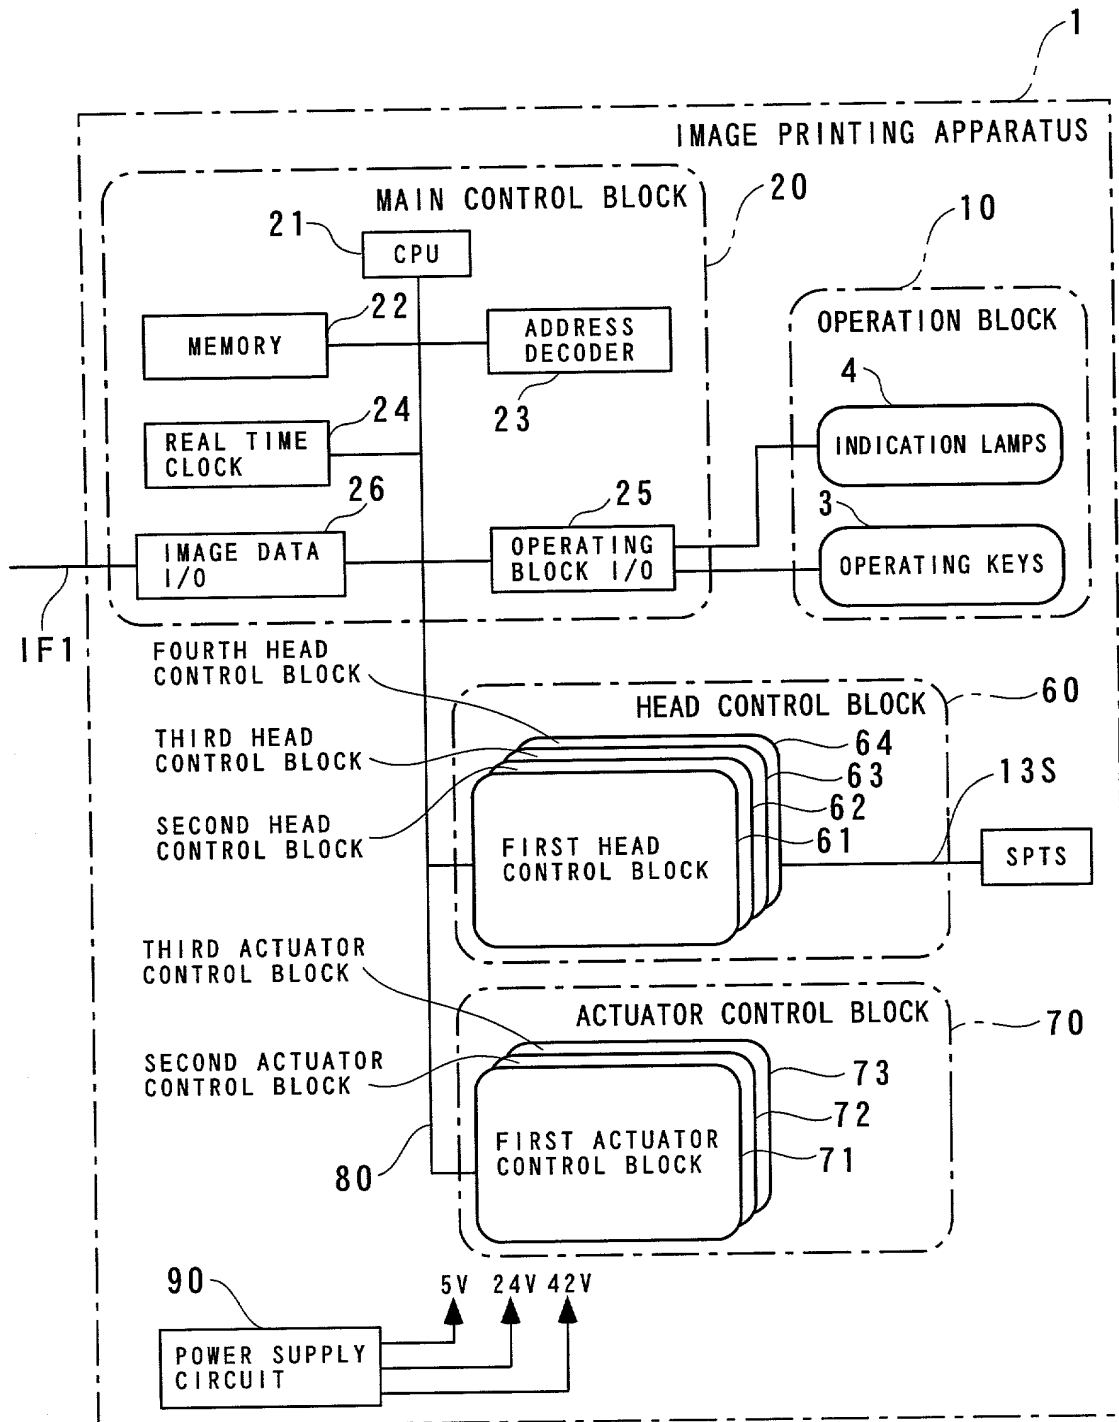 1
IMAGE PRINTING APPARATUS
MAIN CONTROL BLOCK
20
10
21
CPU
22
MEMORY
ADDRESS
DECODER
23
OPERATION BLOCK
4
INDICATION LAMPS
24
REAL TIME
CLOCK
26
25
3
IMAGE DATA
I/O
OPERATING
BLOCK I/O
OPERATING KEYS
IF1
FOURTH HEAD
CONTROL BLOCK
THIRD HEAD
CONTROL BLOCK
SECOND HEAD
CONTROL BLOCK
HEAD CONTROL BLOCK
60
64
63
62
61
13S
FIRST HEAD
CONTROL BLOCK
SPTS
THIRD ACTUATOR
CONTROL BLOCK
SECOND ACTUATOR
CONTROL BLOCK
ACTUATOR CONTROL BLOCK
70
73
72
71
FIRST ACTUATOR
CONTROL BLOCK
80
90
5V 24V 42V
POWER SUPPLY
CIRCUIT